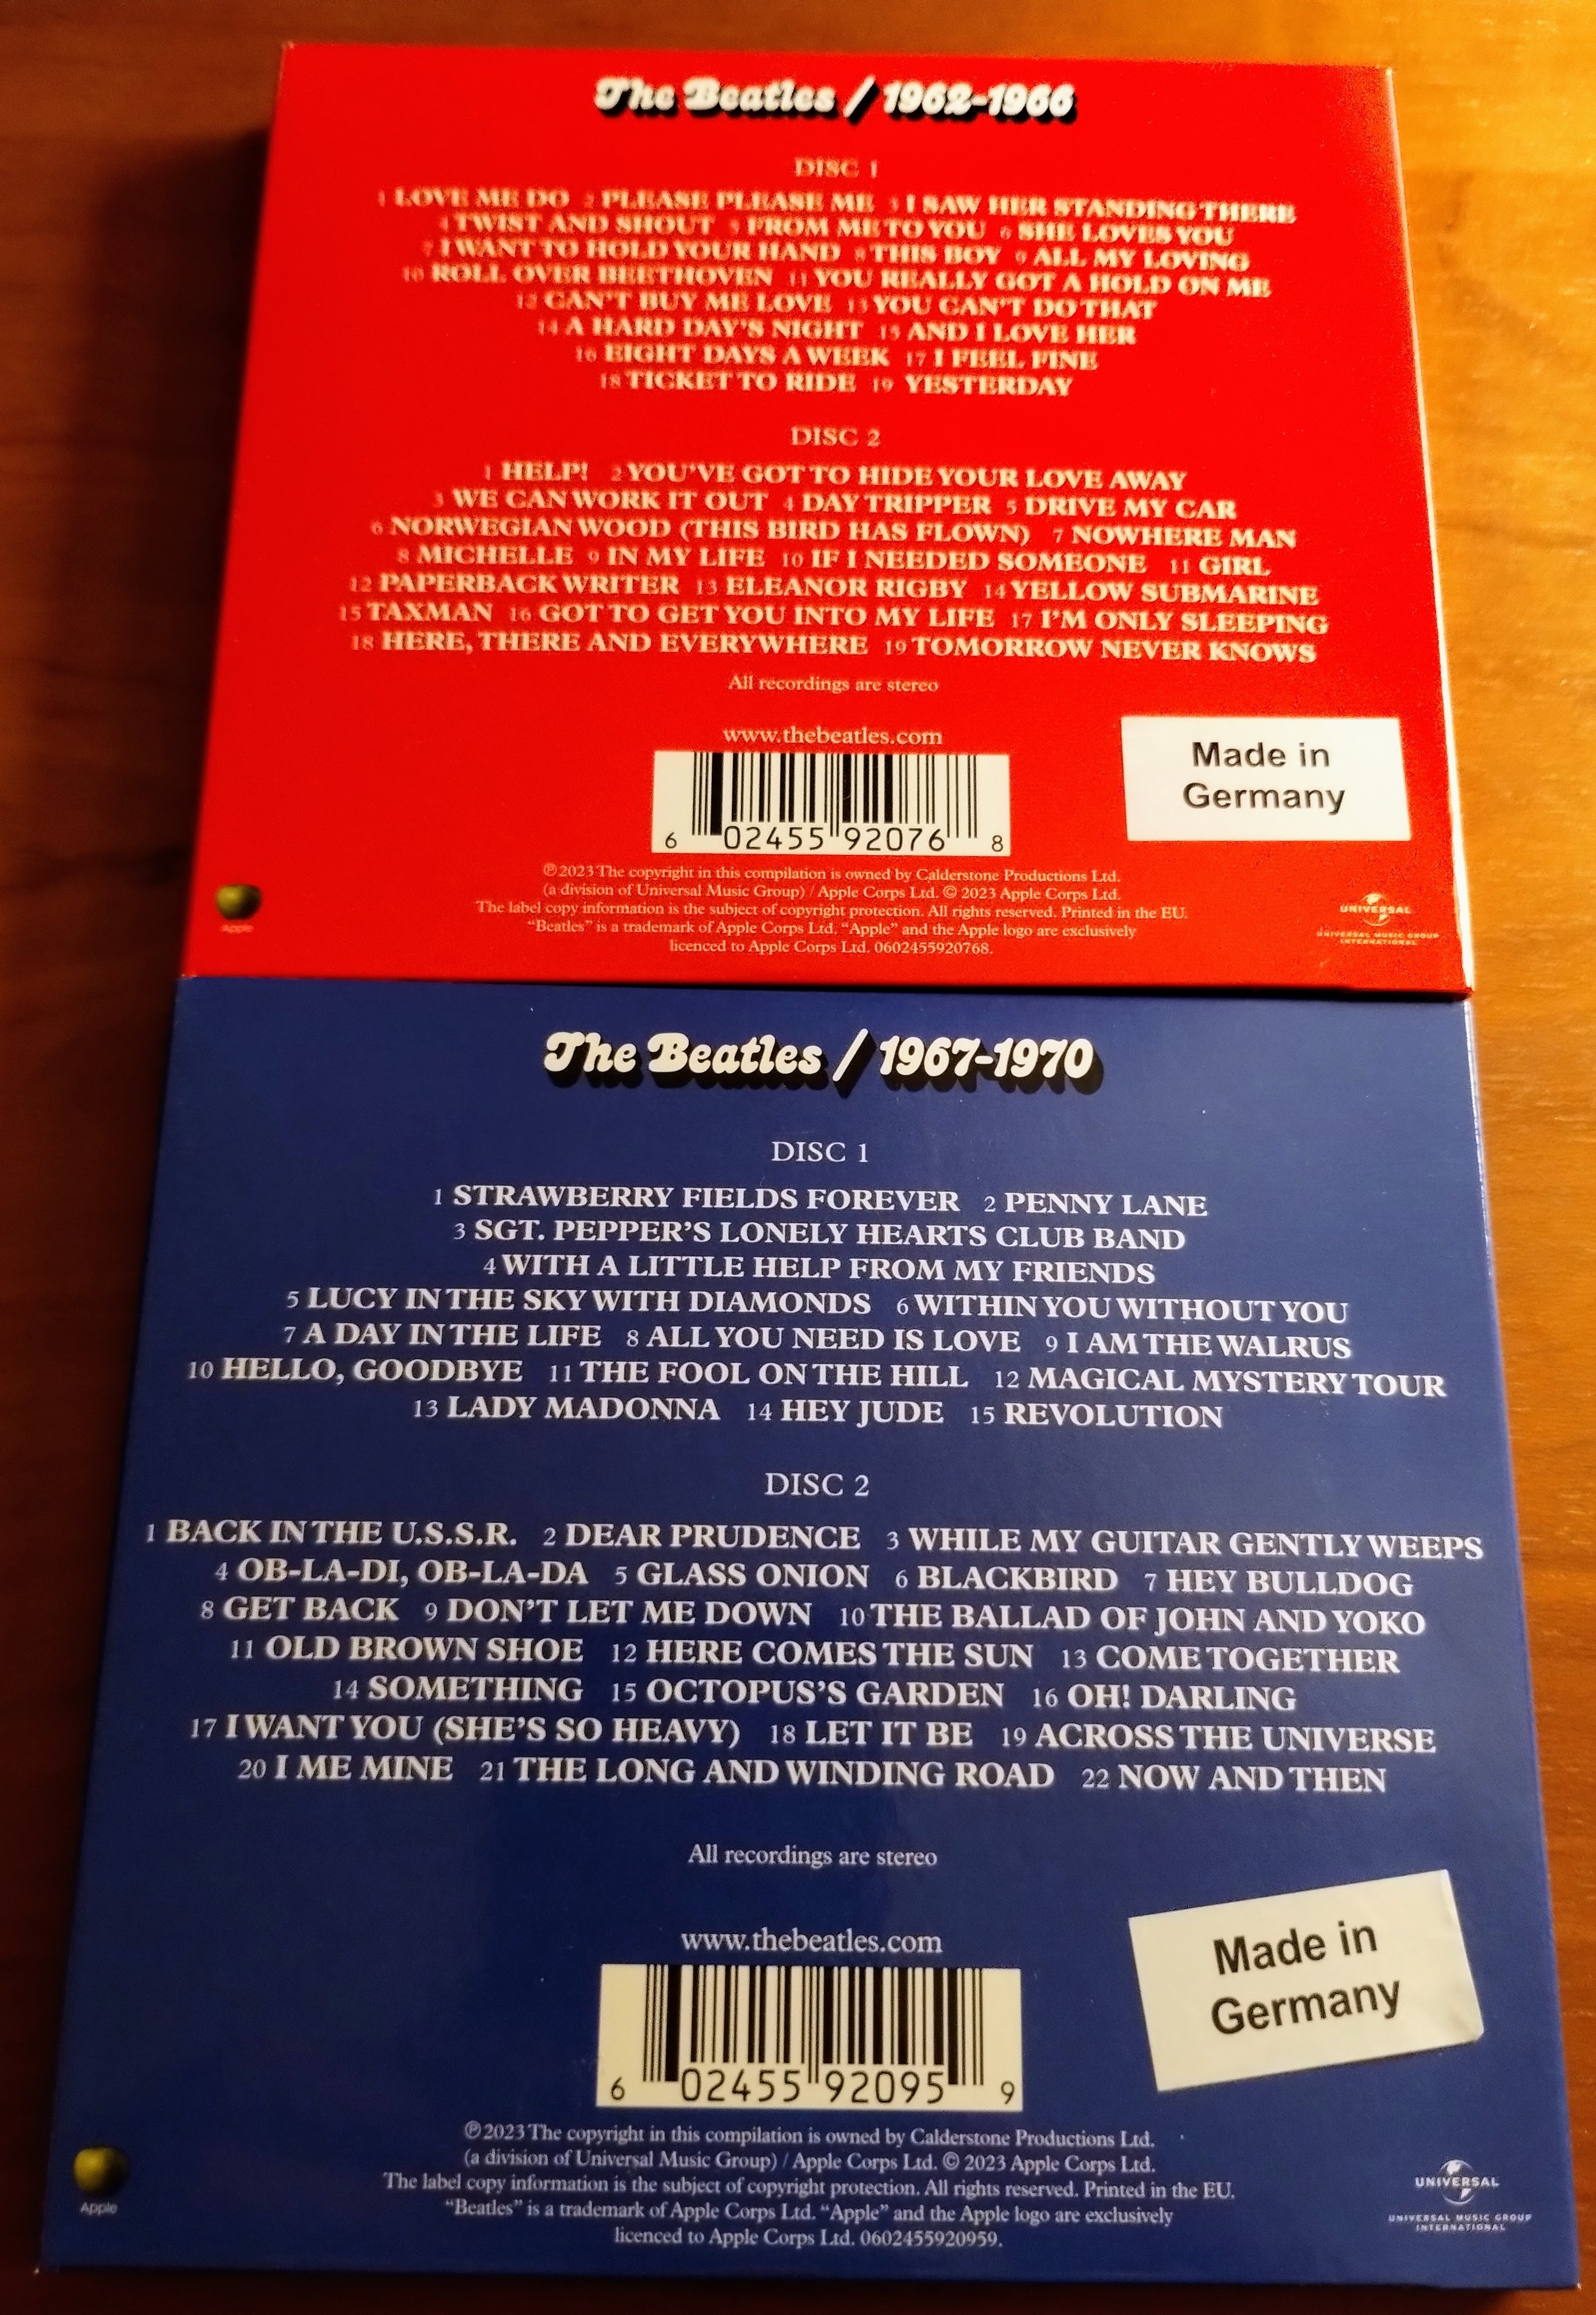 The Beatles / 1962-1966
DISC 1
1 LOVE ME DO 2 PLEASE PLEASE ME 3 I SAW HER STANDING THERE
4 TWIST AND SHOUT 5 FROM ME TO YOU 6 SHE LOVES YOU
7 I WANT TO HOLD YOUR HAND 8 THIS BOY 9 ALL MY LOVING
10 ROLL OVER BEETHOVEN 11 YOU REALLY GOT A HOLD ON ME
12 CAN'T BUY ME LOVE 13 YOU CAN'T DO THAT
14 A HARD DAY'S NIGHT 15 AND I LOVE HER
16 EIGHT DAYS A WEEK 17 I FEEL FINE
18 TICKET TO RIDE 19 YESTERDAY
DISC 2
1 HELP! 2 YOU'VE GOT TO HIDE YOUR LOVE AWAY
3 WE CAN WORK IT OUT 4 DAY TRIPPER 5 DRIVE MY CAR
6 NORWEGIAN WOOD (THIS BIRD HAS FLOWN) 7 NOWHERE MAN
8 MICHELLE 9 IN MY LIFE 10 IF I NEEDED SOMEONE 11 GIRL
12 PAPERBACK WRITER 13 ELEANOR RIGBY 14 YELLOW SUBMARINE
15 TAXMAN 16 GOT TO GET YOU INTO MY LIFE 17 I'M ONLY SLEEPING
18 HERE, THERE AND EVERYWHERE 19 TOMORROW NEVER KNOWS
All recordings are stereo
www.thebeatles.com
Made in
Germany
6 02455 92076 8
℗ 2023 The copyright in this compilation is owned by Calderstone Productions Ltd.
(a division of Universal Music Group) / Apple Corps Ltd. © 2023 Apple Corps Ltd.
The label copy information is the subject of copyright protection. All rights reserved. Printed in the EU.
"Beatles" is a trademark of Apple Corps Ltd. "Apple" and the Apple logo are exclusively
licenced to Apple Corps Ltd. 0602455920768.
Apple
UNIVERSAL
UNIVERSAL MUSIC GROUP
INTERNATIONAL
The Beatles / 1967-1970
DISC 1
1 STRAWBERRY FIELDS FOREVER 2 PENNY LANE
3 SGT. PEPPER'S LONELY HEARTS CLUB BAND
4 WITH A LITTLE HELP FROM MY FRIENDS
5 LUCY IN THE SKY WITH DIAMONDS 6 WITHIN YOU WITHOUT YOU
7 A DAY IN THE LIFE 8 ALL YOU NEED IS LOVE 9 I AM THE WALRUS
10 HELLO, GOODBYE 11 THE FOOL ON THE HILL 12 MAGICAL MYSTERY TOUR
13 LADY MADONNA 14 HEY JUDE 15 REVOLUTION
DISC 2
1 BACK IN THE U.S.S.R. 2 DEAR PRUDENCE 3 WHILE MY GUITAR GENTLY WEEPS
4 OB-LA-DI, OB-LA-DA 5 GLASS ONION 6 BLACKBIRD 7 HEY BULLDOG
8 GET BACK 9 DON'T LET ME DOWN 10 THE BALLAD OF JOHN AND YOKO
11 OLD BROWN SHOE 12 HERE COMES THE SUN 13 COME TOGETHER
14 SOMETHING 15 OCTOPUS'S GARDEN 16 OH! DARLING
17 I WANT YOU (SHE'S SO HEAVY) 18 LET IT BE 19 ACROSS THE UNIVERSE
20 I ME MINE 21 THE LONG AND WINDING ROAD 22 NOW AND THEN
All recordings are stereo
www.thebeatles.com
Made in
Germany
6 02455 92095 9
℗ 2023 The copyright in this compilation is owned by Calderstone Productions Ltd.
(a division of Universal Music Group) / Apple Corps Ltd. © 2023 Apple Corps Ltd.
The label copy information is the subject of copyright protection. All rights reserved. Printed in the EU.
"Beatles" is a trademark of Apple Corps Ltd. "Apple" and the Apple logo are exclusively
licenced to Apple Corps Ltd. 0602455920959.
Apple
UNIVERSAL
UNIVERSAL MUSIC GROUP
INTERNATIONAL